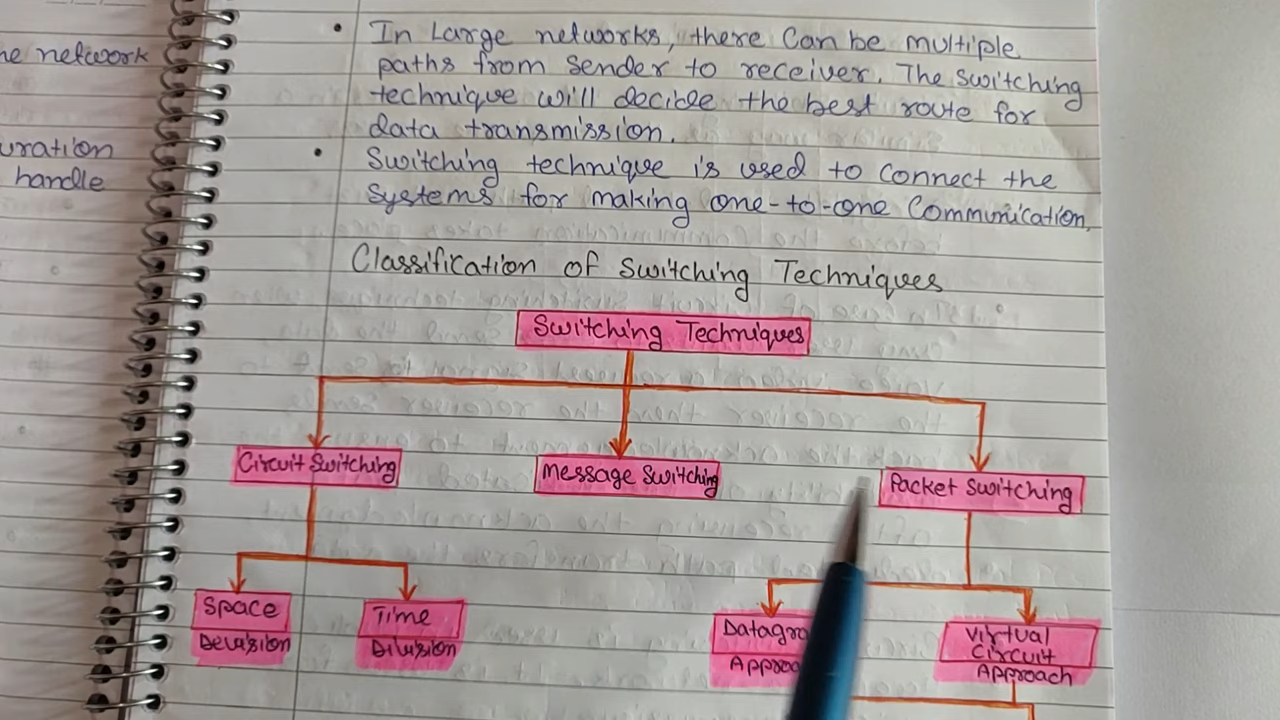 he network
uration
handle
• In Large networks, there can be multiple
paths from sender to receiver. The switching
technique will decide the best route for
data transmission.
• Switching technique is used to connect the
systems for making one-to-one communication.
Classification of Switching Techniques
Switching Techniques
Circuit Switching
Message Switching
Packet Switching
Space
Devision
Time
Division
Datagra
Approa
Virtual
Circuit
Approach